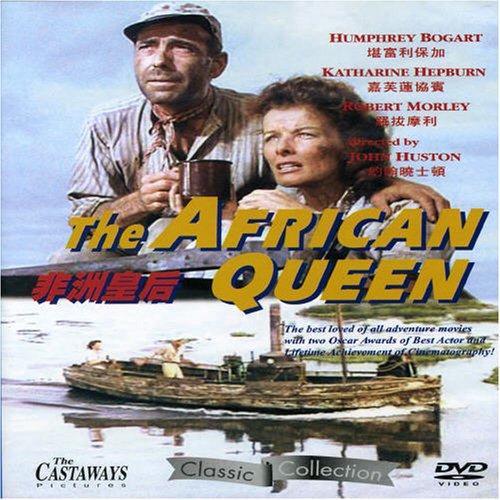 HUMPHREY BOGART
堪富利保加
KATHARINE HEPBURN
嘉芙蓮協賓
ROBERT MORLEY
羅拔摩利
directed by
JOHN HUSTON
約翰曉士頓
The AFRICAN
QUEEN
非洲皇后
The best loved of all adventure movies
with two Oscar Awards of Best Actor and
Lifetime Achievement of Cinematography!
The
CASTAWAYS
Pictures
Classic Collection
DVD
VIDEO